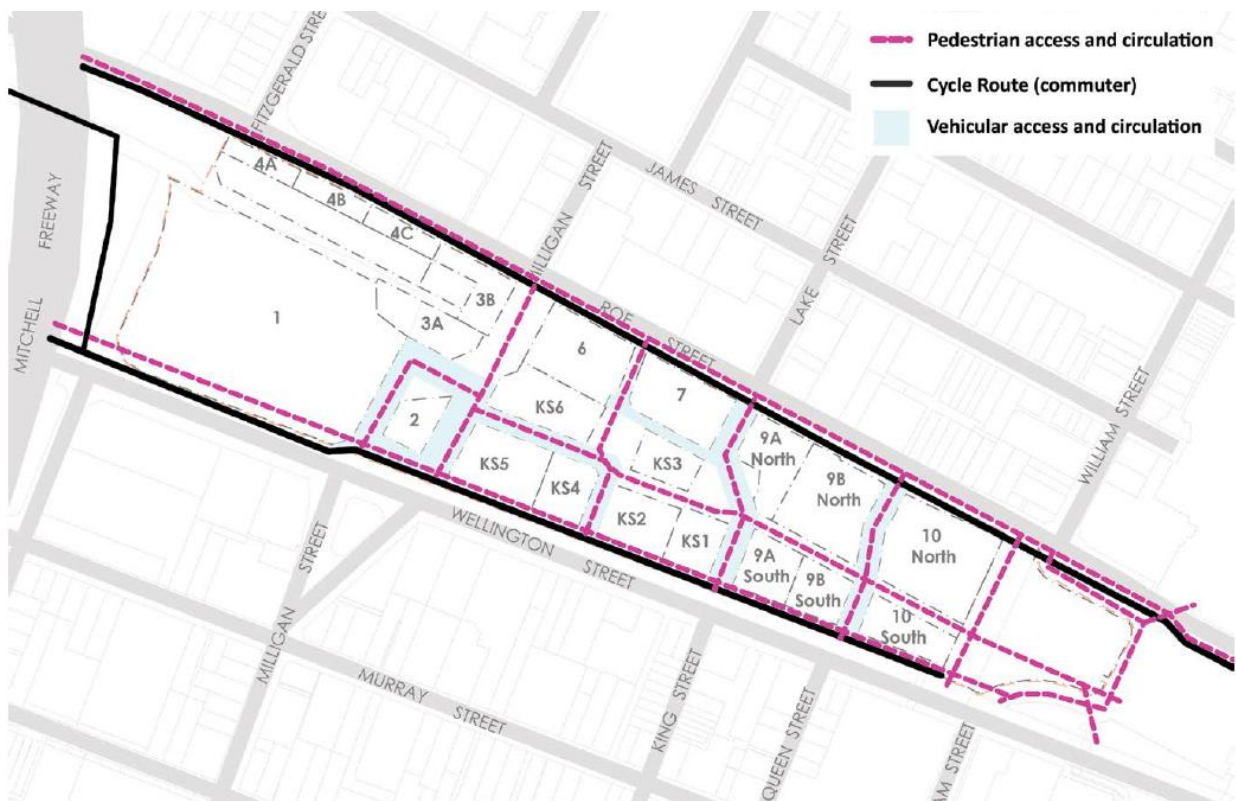 Pedestrian access and circulation
Cycle Route (commuter)
Vehicular access and circulation
JAMES STREET
MILLIGAN STREET
LAKE STREET
MITCHELL FREEWAY
ROE STREET
WILLIAM STREET
4A
4B
4C
3B
3A
1
6
7
2
KS6
KS5
KS4
KS3
KS2
KS1
9A
North
9B
North
10
North
9A
South
9B
South
10
South
WELLINGTON STREET
MILLIGAN STREET
MURRAY STREET
KING STREET
QUEEN STREET
STREET